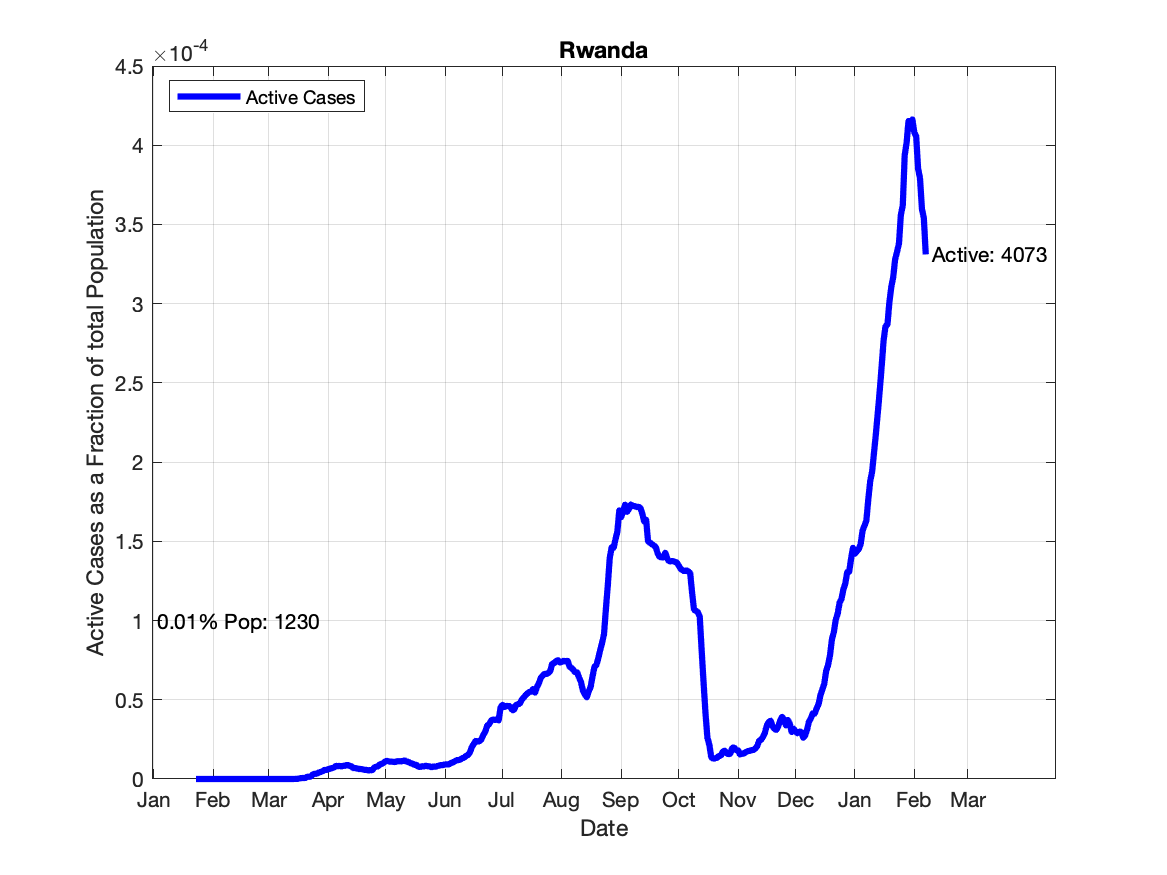 Rwanda
×10-4
Active Cases
4.5
4
3.5
3
2.5
2
1.5
1
0.5
0
Active Cases as a Fraction of total Population
Active: 4073
0.01% Pop: 1230
Jan Feb Mar Apr May Jun Jul Aug Sep Oct Nov Dec Jan Feb Mar
Date